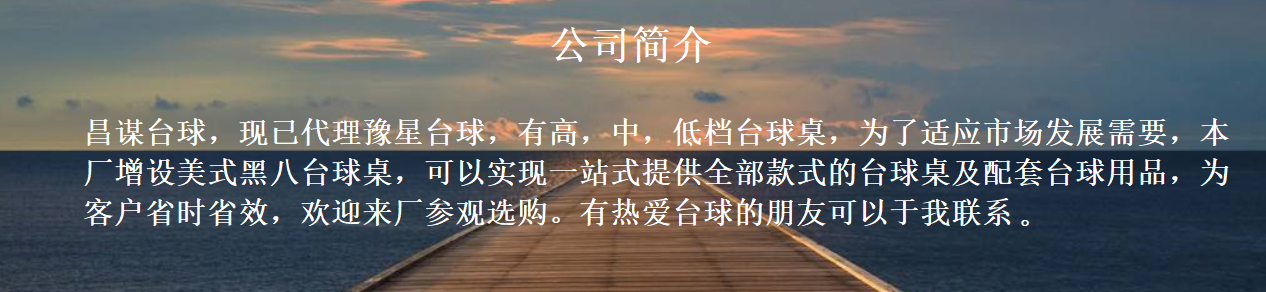 公司简介
昌谋台球，现已代理豫星台球，有高，中，低档台球桌，为了适应市场发展需要，本
厂增设美式黑八台球桌，可以实现一站式提供全部款式的台球桌及配套台球用品，为
客户省时省效，欢迎来厂参观选购。有热爱台球的朋友可以于我联系。